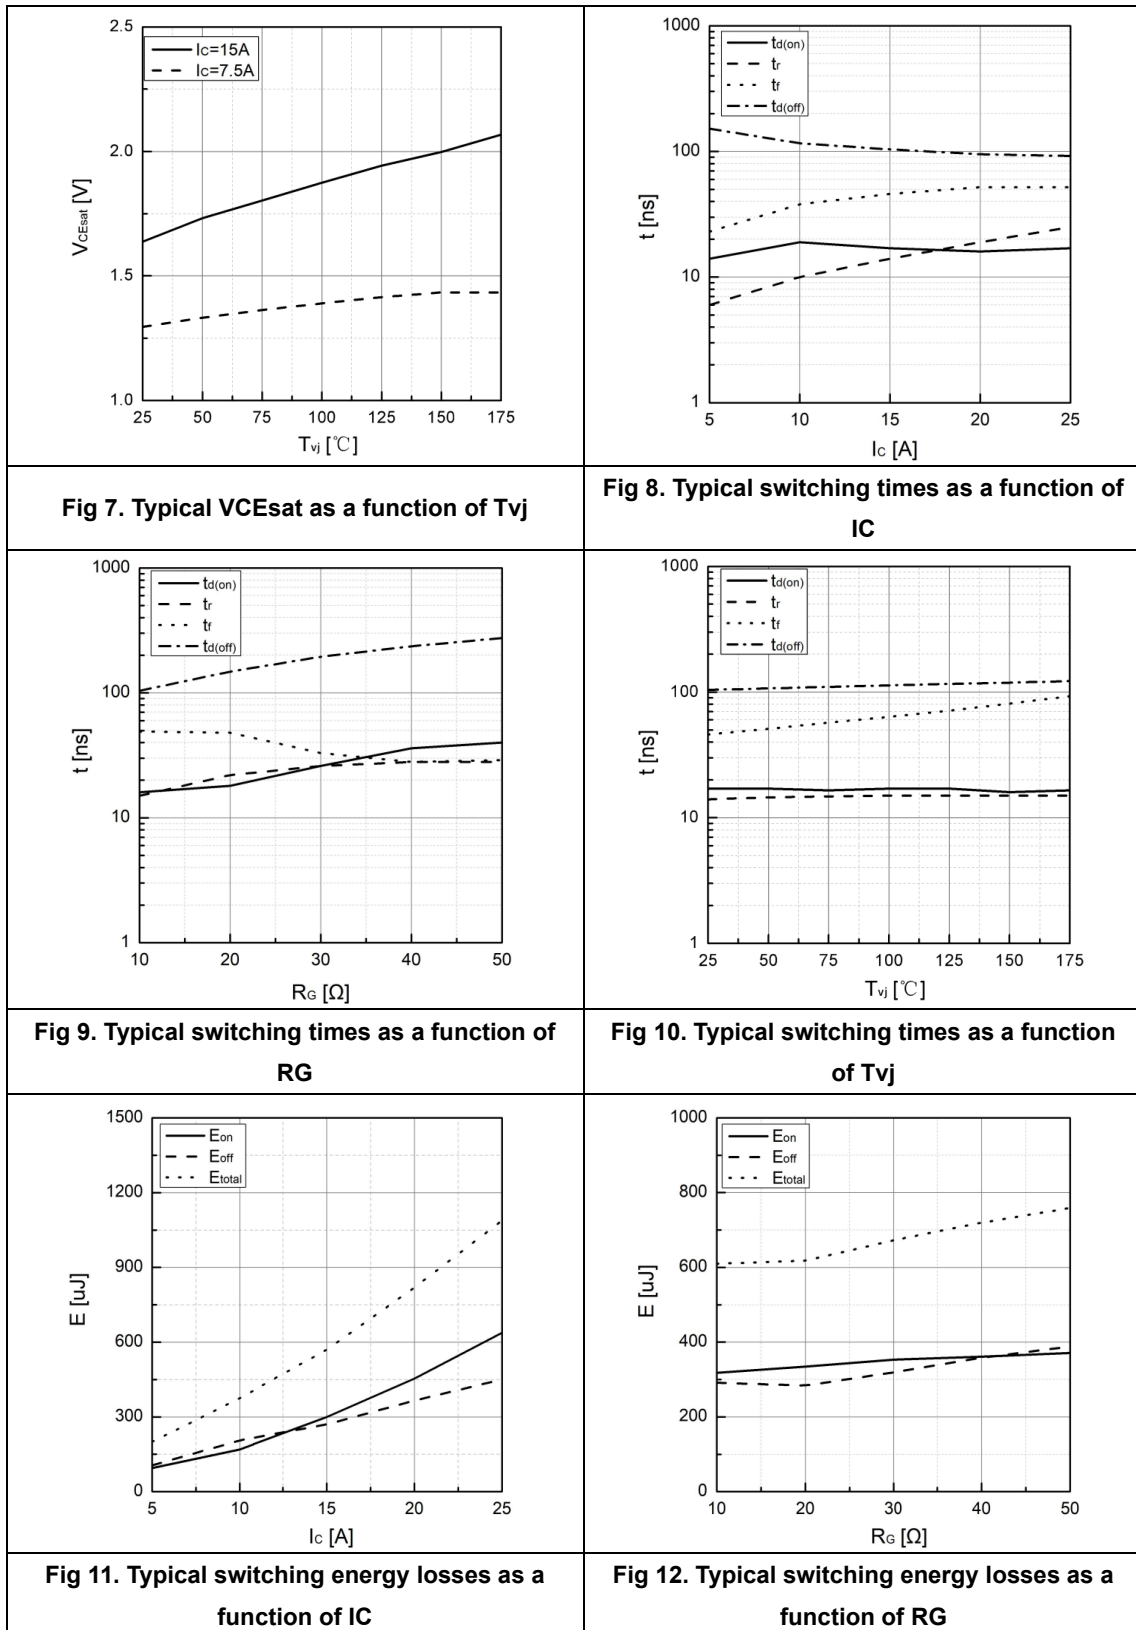 2.5
2.0
1.5
1.0
VCEsat [V]
IC=15A
IC=7.5A
25 50 75 100 125 150 175
Tvj [℃]
1000
100
10
1
t [ns]
td(on)
tr
tf
td(off)
5 10 15 20 25
IC [A]
Fig 7. Typical VCEsat as a function of Tvj
Fig 8. Typical switching times as a function of
IC
1000
100
10
1
t [ns]
td(on)
tr
tf
td(off)
10 20 30 40 50
RG [Ω]
1000
100
10
1
t [ns]
td(on)
tr
tf
td(off)
25 50 75 100 125 150 175
Tvj [℃]
Fig 9. Typical switching times as a function of
RG
Fig 10. Typical switching times as a function
of Tvj
1500
1200
900
600
300
0
E [uJ]
Eon
Eoff
Etotal
5 10 15 20 25
IC [A]
1000
800
600
400
200
0
E [uJ]
Eon
Eoff
Etotal
10 20 30 40 50
RG [Ω]
Fig 11. Typical switching energy losses as a
function of IC
Fig 12. Typical switching energy losses as a
function of RG